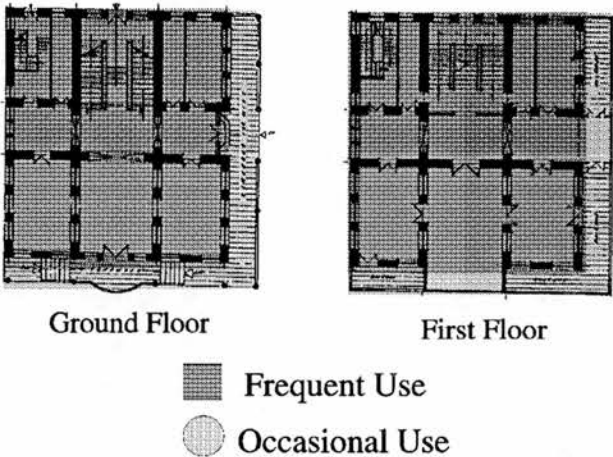 Ground Floor
First Floor
Frequent Use
Occasional Use